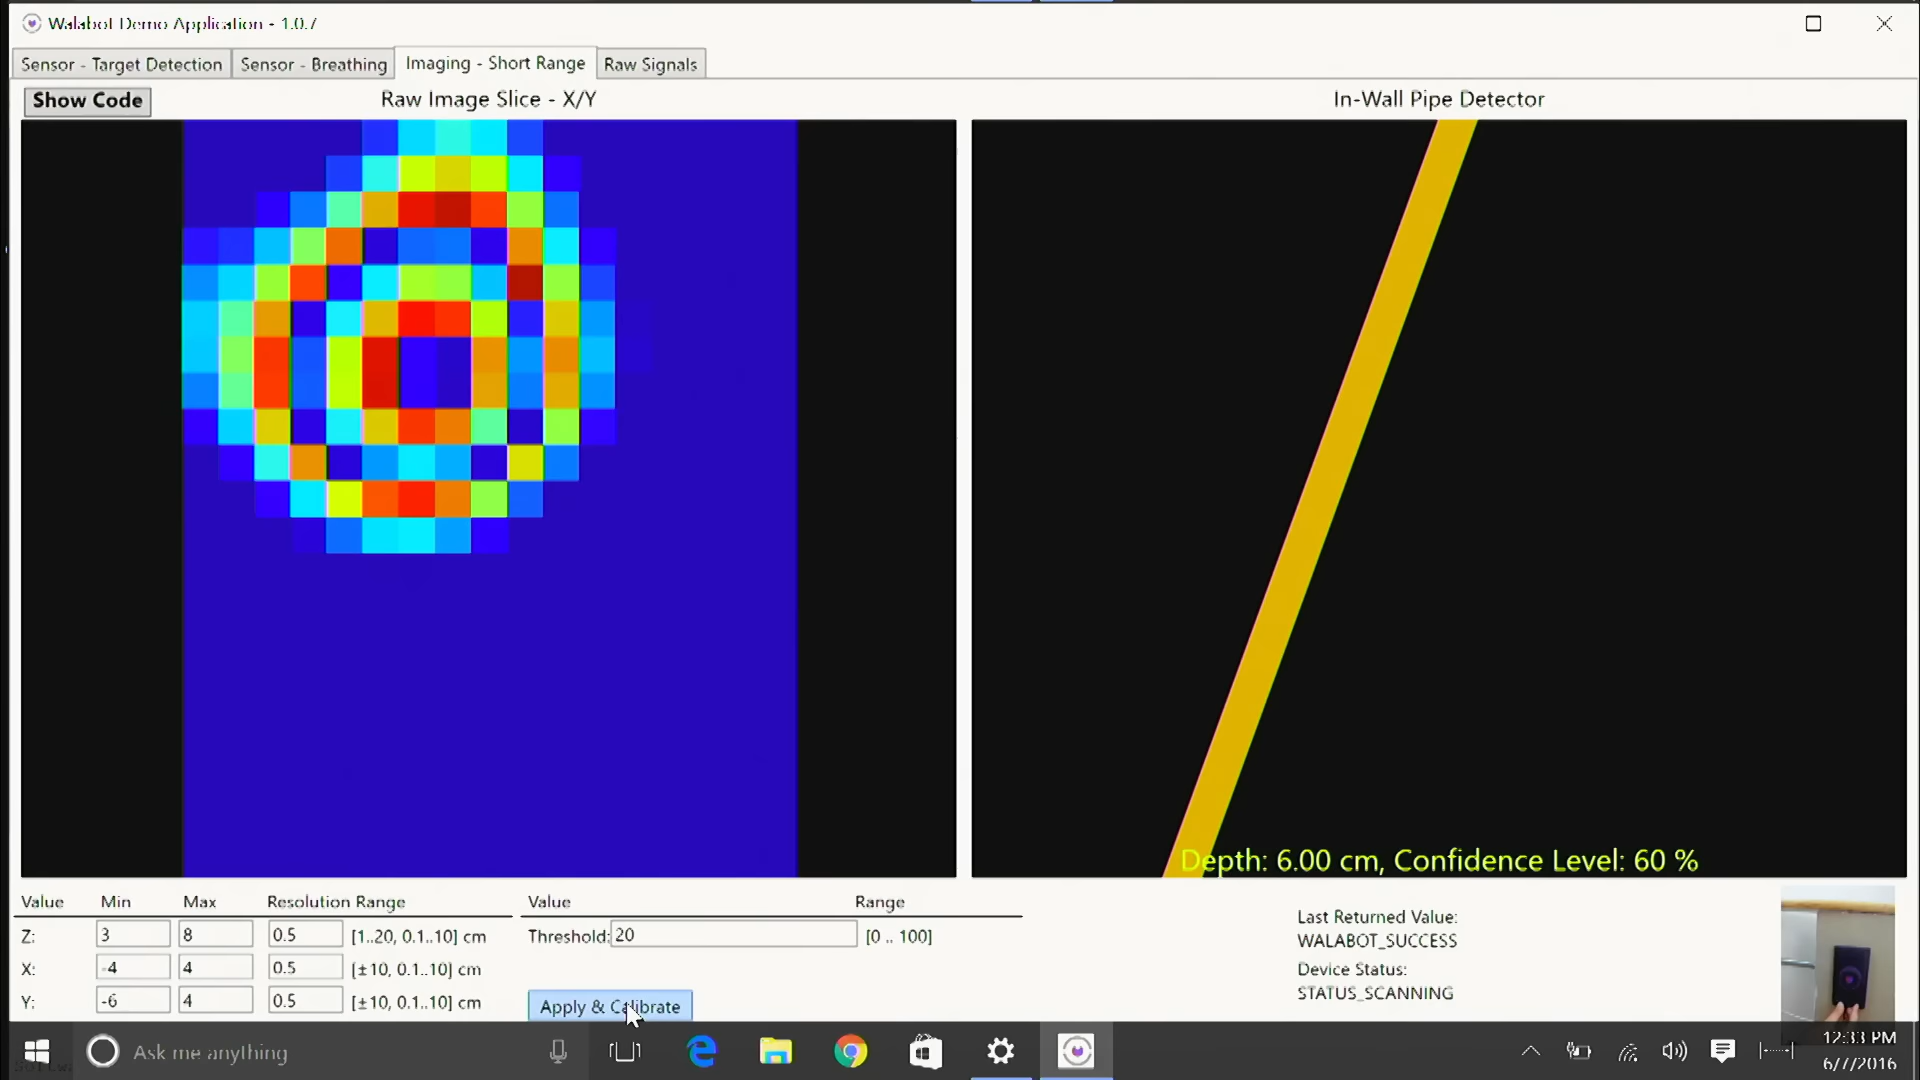 Walabot Demo Application - 1.0.7
Sensor - Target Detection Sensor - Breathing Imaging - Short Range Raw Signals
Show Code Raw Image Slice - X/Y In-Wall Pipe Detector
Depth: 6.00 cm, Confidence Level: 60 %
Value Min Max Resolution Range Value Range
Z: 3 8 0.5 [1..20, 0.1..10] cm Threshold: 20 [0 .. 100]
X: -4 4 0.5 [±10, 0.1..10] cm
Y: -6 4 0.5 [±10, 0.1..10] cm
Apply & Calibrate
Last Returned Value:
WALABOT_SUCCESS
Device Status:
STATUS_SCANNING
Ask me anything
12:33 PM
6/7/2016